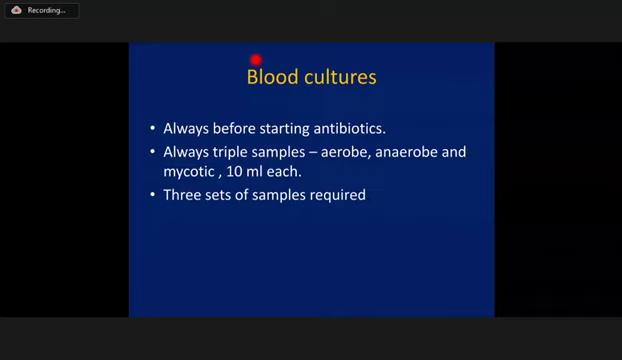 Recording...
Blood cultures
• Always before starting antibiotics.
• Always triple samples – aerobe, anaerobe and
mycotic , 10 ml each.
• Three sets of samples required